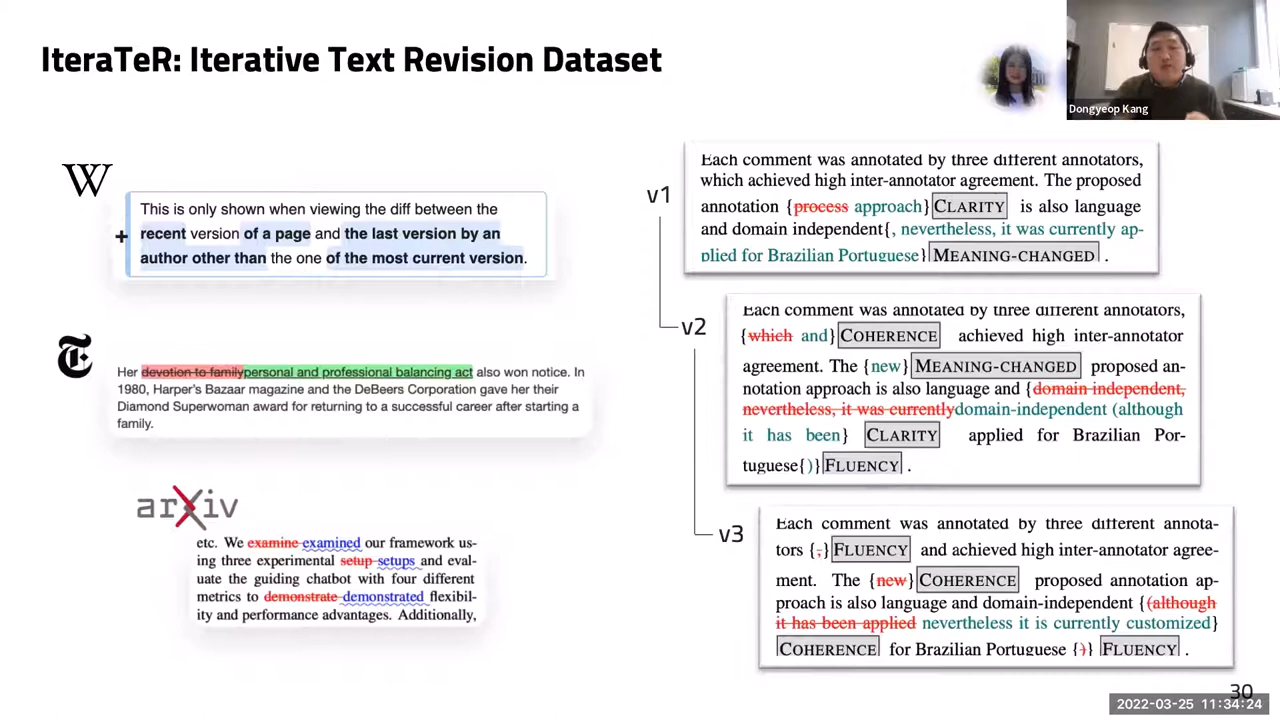 IteraTeR: Iterative Text Revision Dataset
Dongyeop Kang
W
This is only shown when viewing the diff between the
+ recent version of a page and the last version by an
author other than the one of the most current version.
T
Her devotion to familypersonal and professional balancing act also won notice. In
1980, Harper's Bazaar magazine and the DeBeers Corporation gave her their
Diamond Superwoman award for returning to a successful career after starting a
family.
arXiv
etc. We examine examined our framework us-
ing three experimental setup setups and eval-
uate the guiding chatbot with four different
metrics to demonstrate demonstrated flexibil-
ity and performance advantages. Additionally,
v1
Each comment was annotated by three different annotators,
which achieved high inter-annotator agreement. The proposed
annotation {process approach} CLARITY is also language
and domain independent{, nevertheless, it was currently ap-
plied for Brazilian Portuguese} MEANING-CHANGED .
v2
Each comment was annotated by three different annotators,
{which and} COHERENCE achieved high inter-annotator
agreement. The {new} MEANING-CHANGED proposed an-
notation approach is also language and {domain independent,
nevertheless, it was currentlydomain-independent (although
it has been} CLARITY applied for Brazilian Por-
tuguese{)} FLUENCY .
v3
Each comment was annotated by three different annota-
tors {,} FLUENCY and achieved high inter-annotator agree-
ment. The {new} COHERENCE proposed annotation ap-
proach is also language and domain-independent {(although
it has been applied nevertheless it is currently customized}
COHERENCE for Brazilian Portuguese {)} FLUENCY .
30
2022-03-25 11:34:24